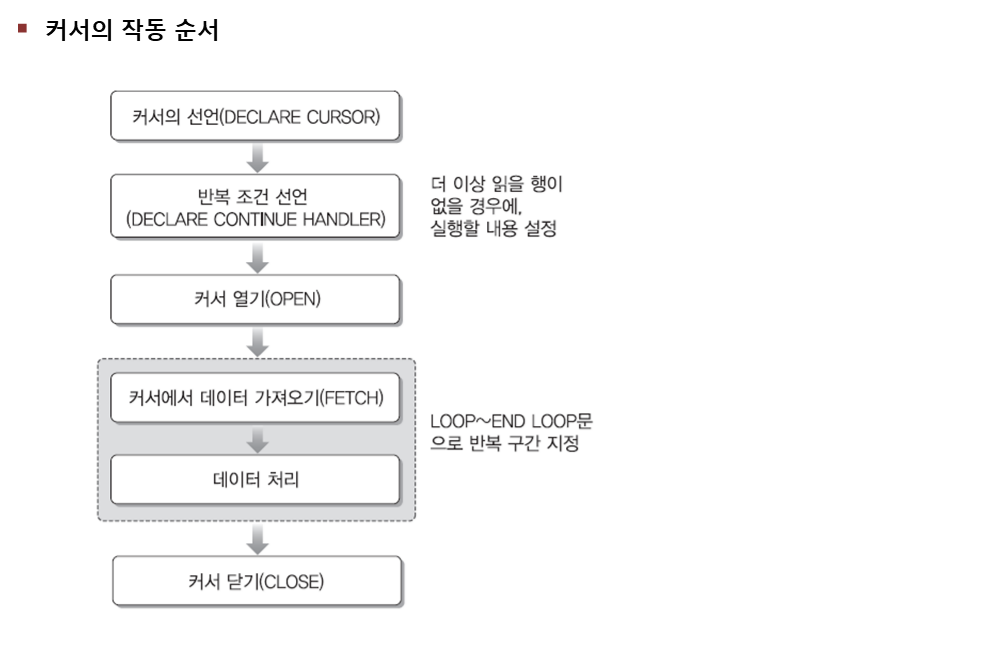 커서의 작동 순서
커서의 선언(DECLARE CURSOR)
반복 조건 선언
(DECLARE CONTINUE HANDLER)
더 이상 읽을 행이
없을 경우에,
실행할 내용 설정
커서 열기(OPEN)
커서에서 데이터 가져오기(FETCH)
데이터 처리
LOOP～END LOOP문
으로 반복 구간 지정
커서 닫기(CLOSE)